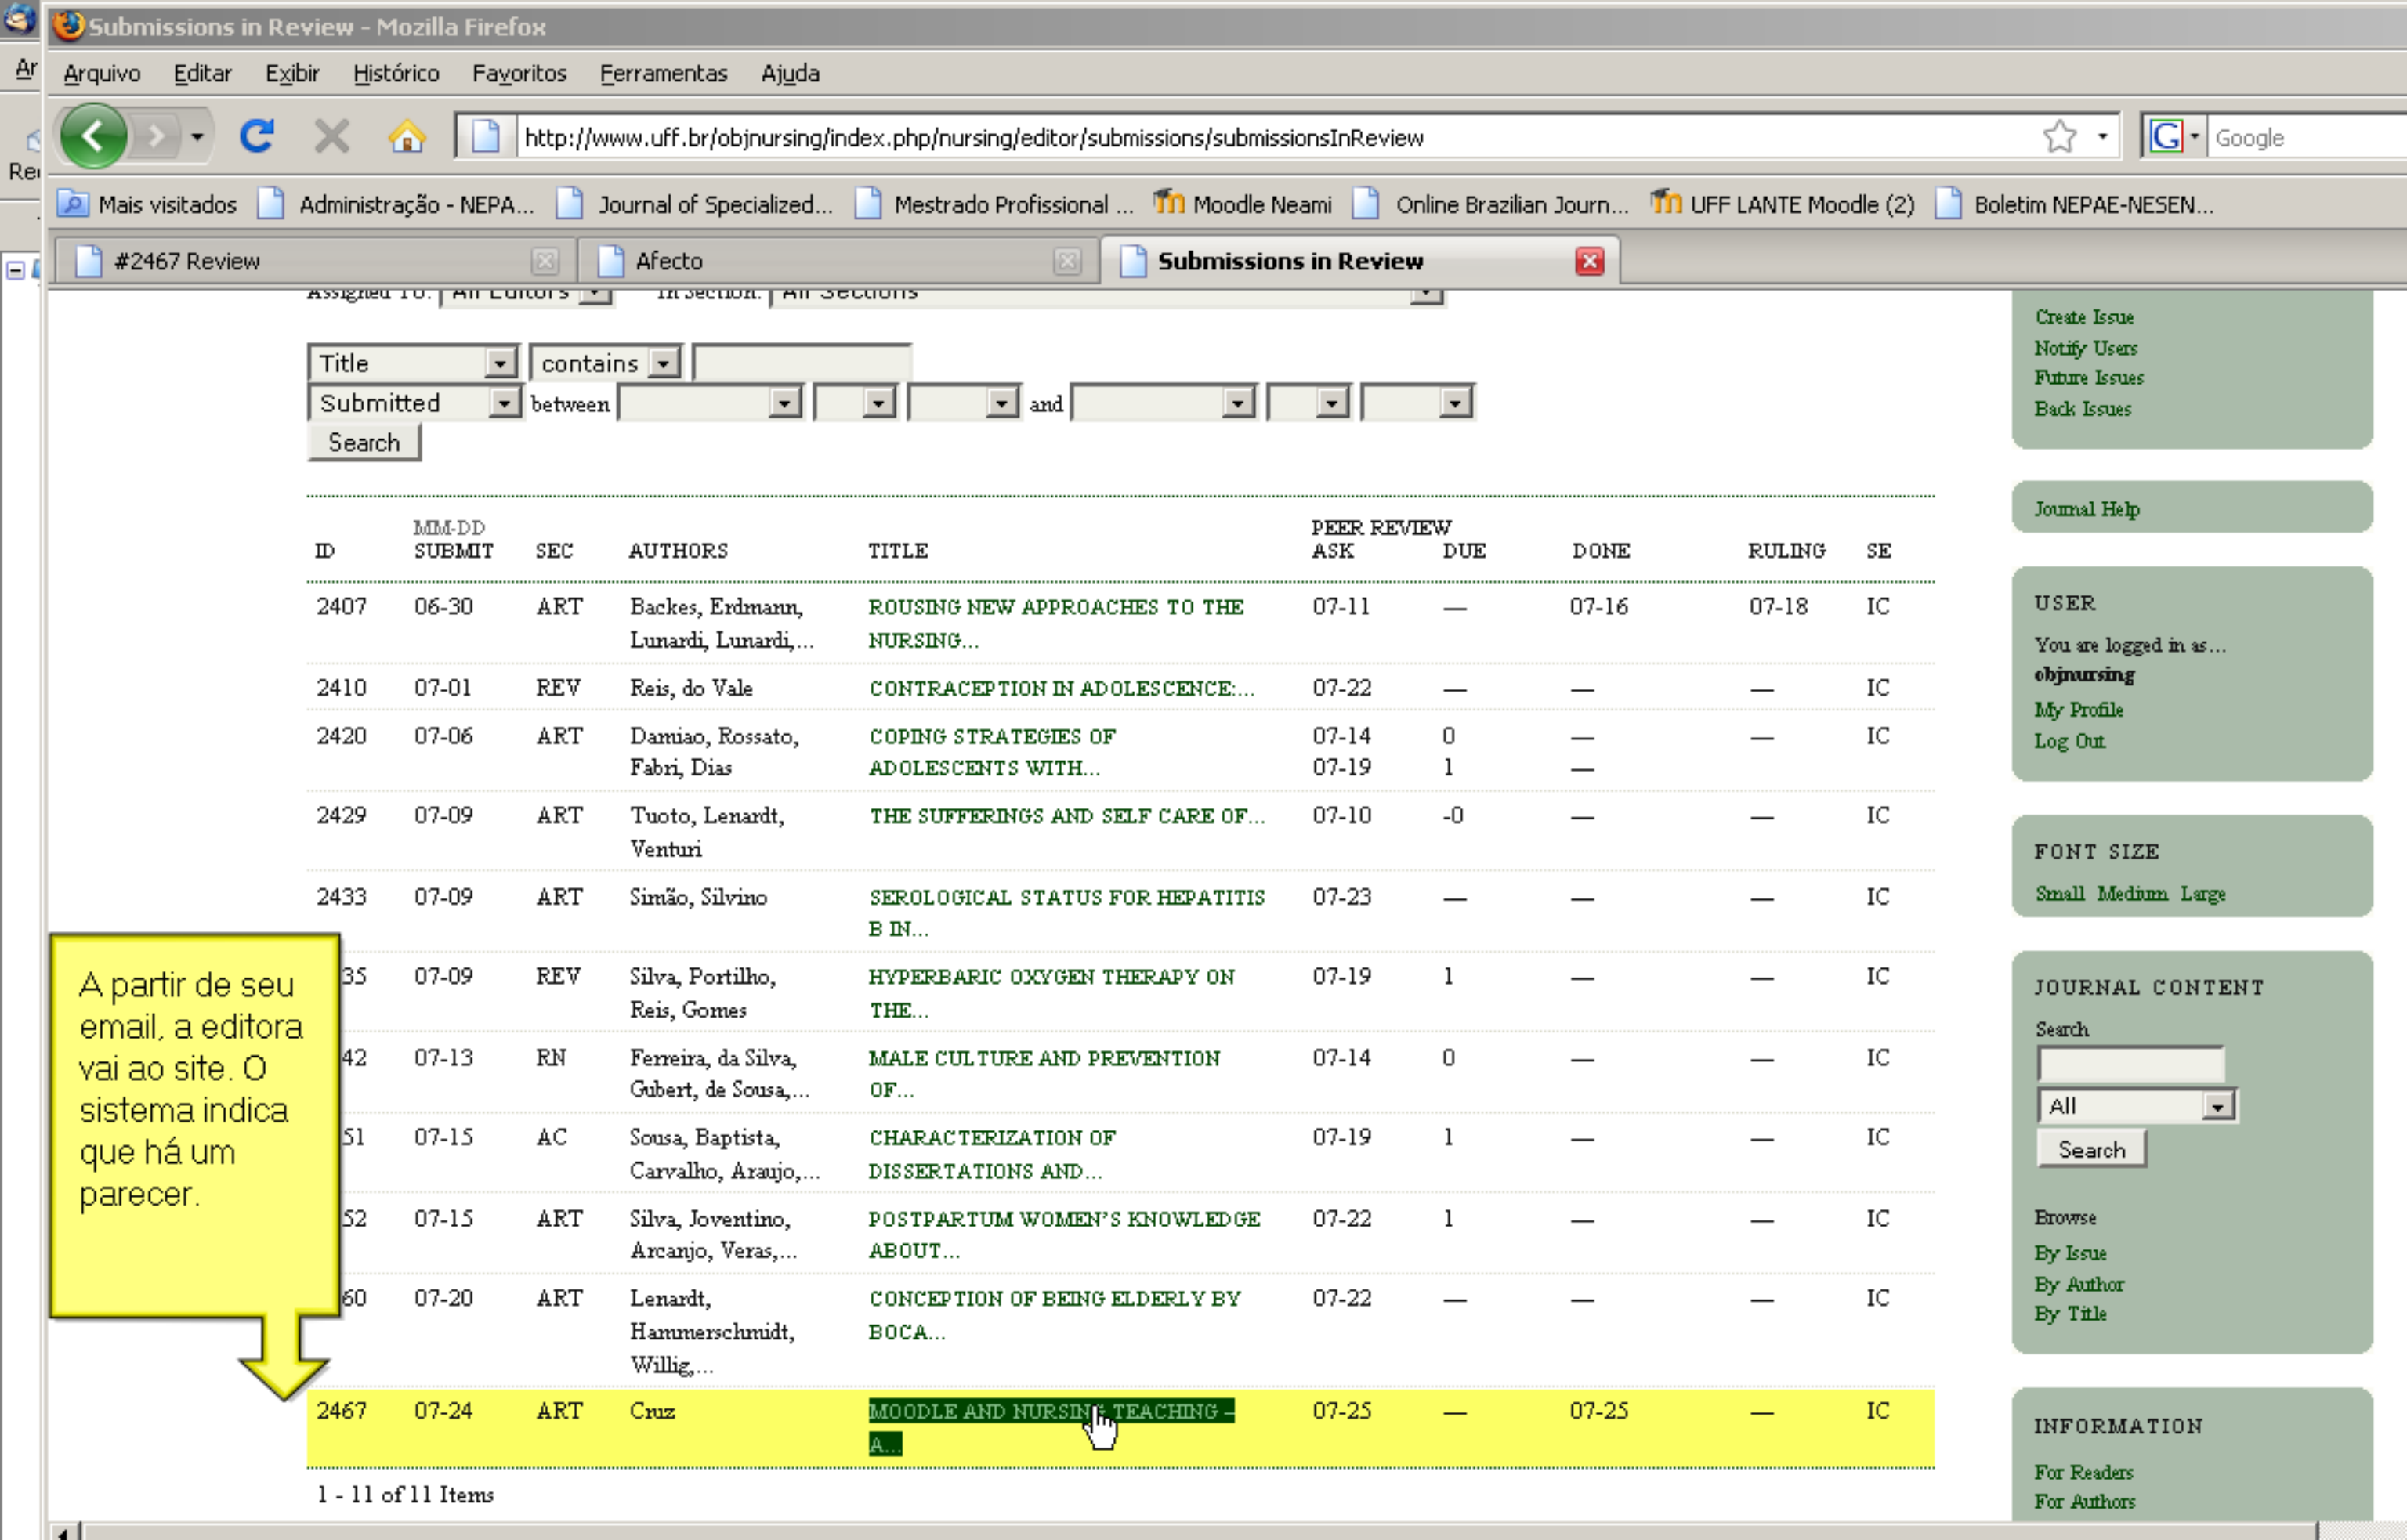 Submissions in Review - Mozilla Firefox
Ar
Arquivo Editar Exibir Histórico Favoritos Ferramentas Ajuda
http://www.uff.br/objnursing/index.php/nursing/editor/submissions/submissionsInReview
Google
Mais visitados Administração - NEPA... Journal of Specialized... Mestrado Profissional ... Moodle Neami Online Brazilian Journ... UFF LANTE Moodle (2) Boletim NEPAE-NESEN...
#2467 Review Afecto Submissions in Review
Assigned To: All Editors In Section: All Sections
Title contains
Submitted between and
Search
MM-DD PEER REVIEW
ID SUBMIT SEC AUTHORS TITLE ASK DUE DONE RULING SE
2407 06-30 ART Backes, Erdmann, ROUSING NEW APPROACHES TO THE 07-11 — 07-16 07-18 IC
Lunardi, Lunardi,... NURSING...
2410 07-01 REV Reis, do Vale CONTRACEPTION IN ADOLESCENCE:... 07-22 — — — IC
2420 07-06 ART Damiao, Rossato, COPING STRATEGIES OF 07-14 0 — — IC
Fabri, Dias ADOLESCENTS WITH... 07-19 1 —
2429 07-09 ART Tuoto, Lenardt, THE SUFFERINGS AND SELF CARE OF... 07-10 -0 — — IC
Venturi
2433 07-09 ART Simão, Silvino SEROLOGICAL STATUS FOR HEPATITIS 07-23 — — — IC
B IN...
35 07-09 REV Silva, Portilho, HYPERBARIC OXYGEN THERAPY ON 07-19 1 — — IC
Reis, Gomes THE...
42 07-13 RN Ferreira, da Silva, MALE CULTURE AND PREVENTION 07-14 0 — — IC
Gubert, de Sousa,... OF...
51 07-15 AC Sousa, Baptista, CHARACTERIZATION OF 07-19 1 — — IC
Carvalho, Araujo,... DISSERTATIONS AND...
52 07-15 ART Silva, Joventino, POSTPARTUM WOMEN'S KNOWLEDGE 07-22 1 — — IC
Arcanjo, Veras,... ABOUT...
60 07-20 ART Lenardt, CONCEPTION OF BEING ELDERLY BY 07-22 — — — IC
Hammerschmidt, BOCA...
Willig,...
2467 07-24 ART Cruz MOODLE AND NURSING TEACHING - 07-25 — 07-25 — IC
A...
1 - 11 of 11 Items
A partir de seu
email, a editora
vai ao site. O
sistema indica
que há um
parecer.
Create Issue
Notify Users
Future Issues
Back Issues
Journal Help
USER
You are logged in as...
objnursing
My Profile
Log Out
FONT SIZE
Small Medium Large
JOURNAL CONTENT
Search
All
Search
Browse
By Issue
By Author
By Title
INFORMATION
For Readers
For Authors